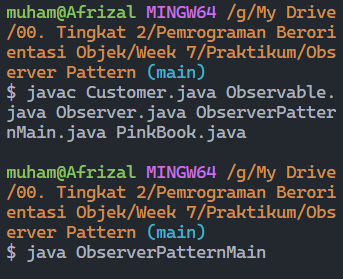 muham@Afrizal MINGW64 /g/My Drive
/00. Tingkat 2/Pemrograman Berori
entasi Objek/Week 7/Praktikum/Obs
erver Pattern (main)
$ javac Customer.java Observable.
java Observer.java ObserverPatter
nMain.java PinkBook.java
muham@Afrizal MINGW64 /g/My Drive
/00. Tingkat 2/Pemrograman Berori
entasi Objek/Week 7/Praktikum/Obs
erver Pattern (main)
$ java ObserverPatternMain